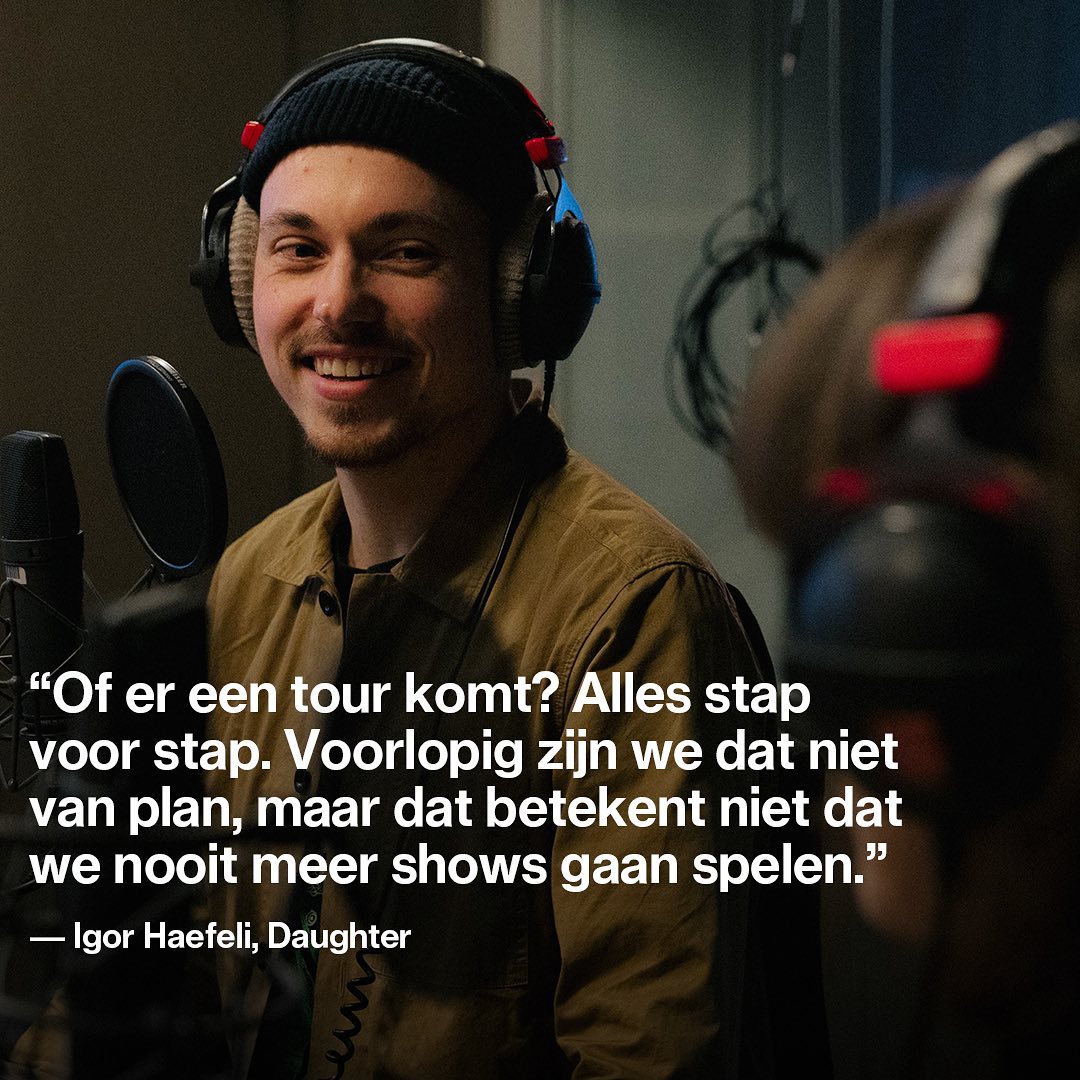 “Of er een tour komt? Alles stap
voor stap. Voorlopig zijn we dat niet
van plan, maar dat betekent niet dat
we nooit meer shows gaan spelen.”
— Igor Haefeli, Daughter